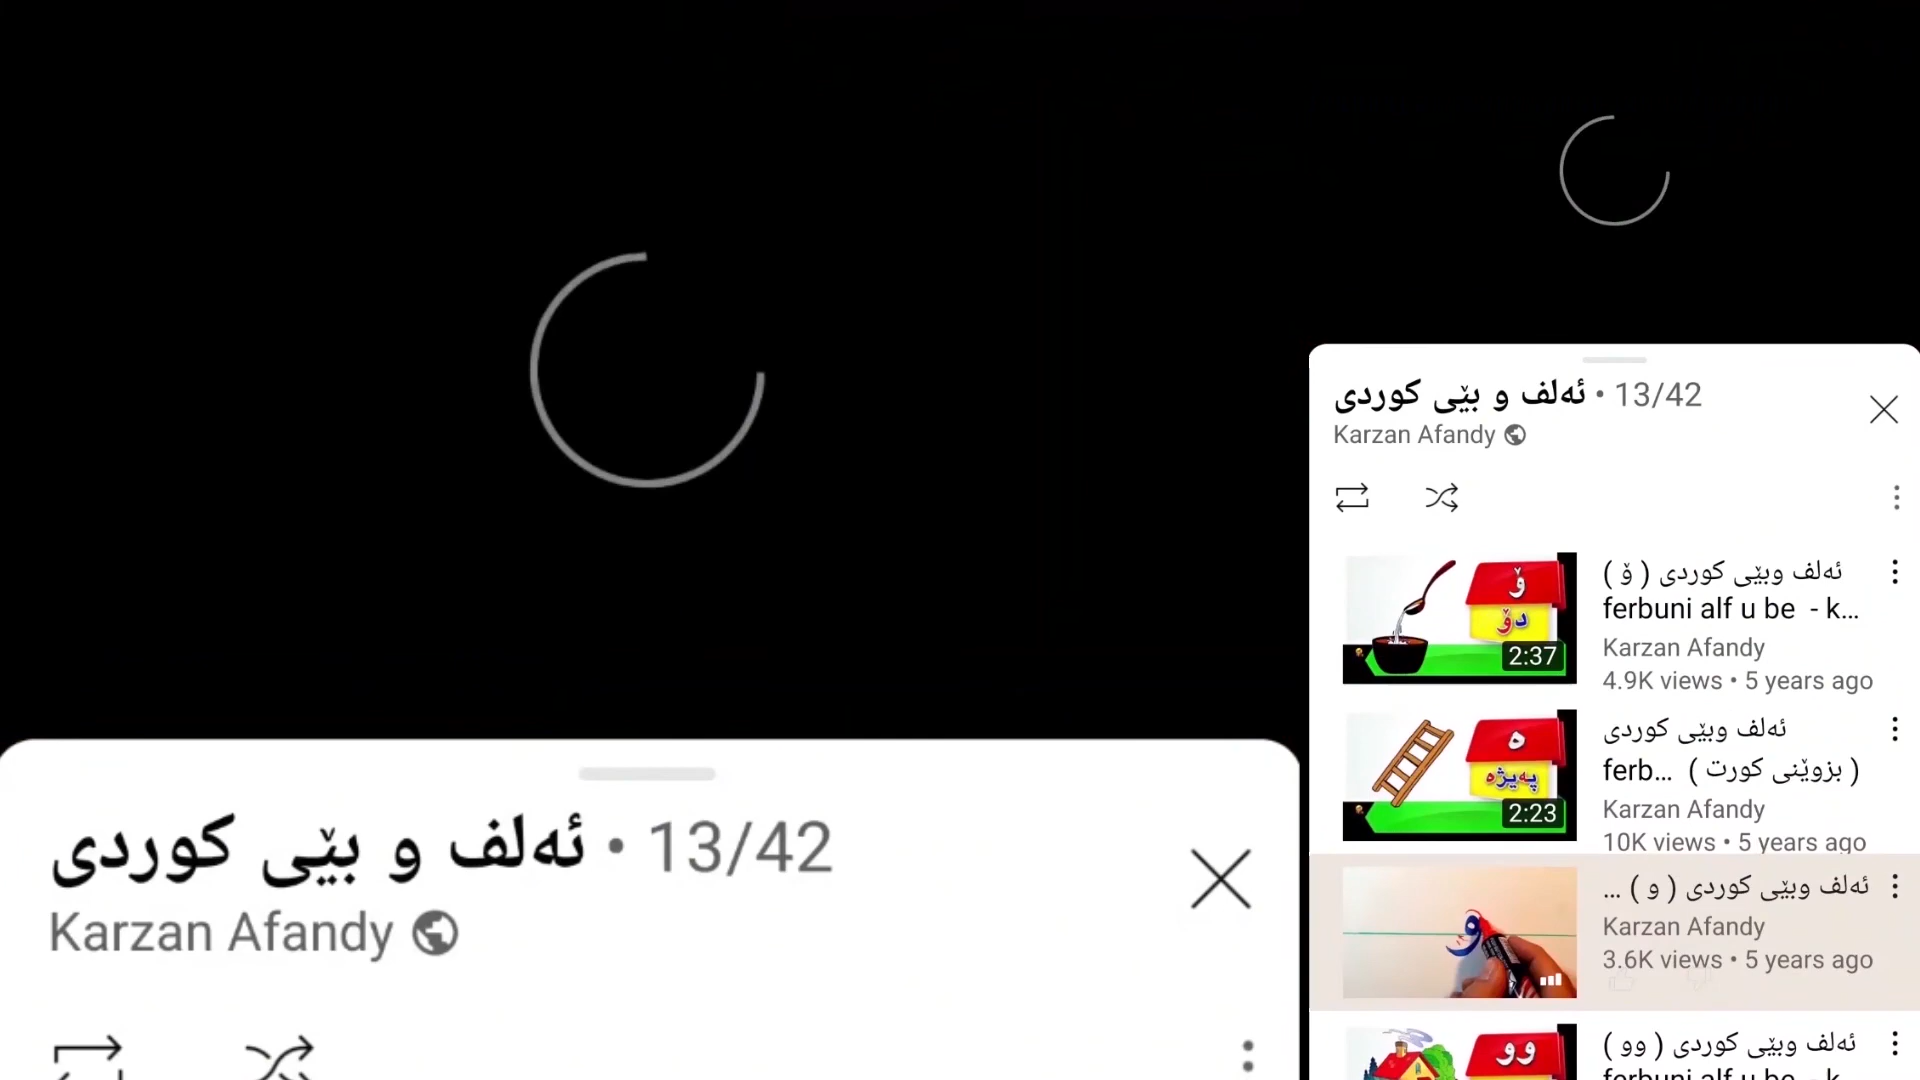 ئەلف و بێی کوردی • 13/42
Karzan Afandy
ئەلف و بێی کوردی • 13/42
Karzan Afandy
ۆ
دۆ
2:37
ئەلف وبێی کوردی ( ۆ )
ferbuni alf u be - k...
Karzan Afandy
4.9K views • 5 years ago
ە
پەیژە
2:23
ئەلف وبێی کوردی
( بزوێنی کورت ) ferb...
Karzan Afandy
10K views • 5 years ago
ئەلف وبێی کوردی ( و ) ...
Karzan Afandy
3.6K views • 5 years ago
وو
ئەلف وبێی کوردی ( وو )
ferbuni alf u be - k...